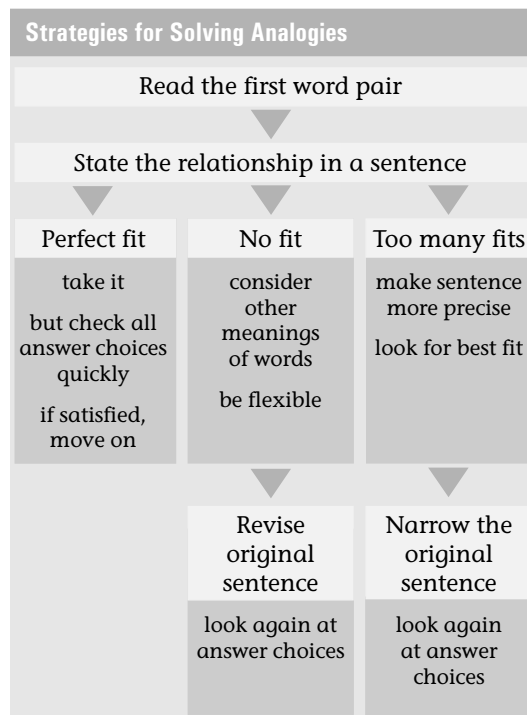 Strategies for Solving Analogies
Read the first word pair
State the relationship in a sentence
Perfect fit
take it
but check all
answer choices
quickly
if satisfied,
move on
No fit
consider
other
meanings
of words
be flexible
Too many fits
make sentence
more precise
look for best fit
Revise
original
sentence
look again at
answer choices
Narrow the
original
sentence
look again
at answer
choices